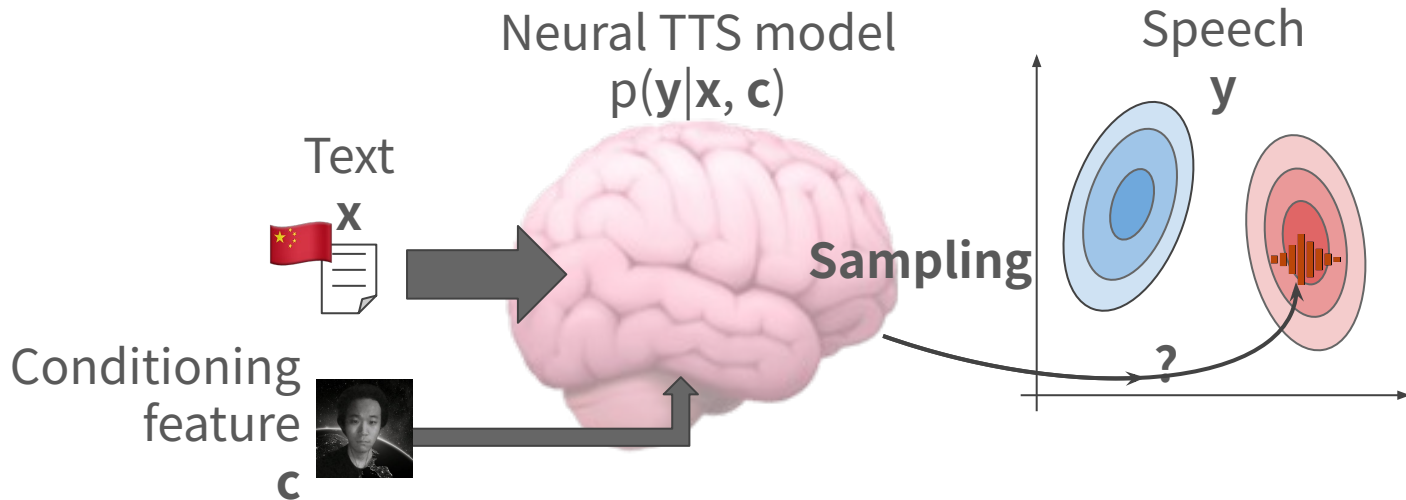 Neural TTS model
p(y|x, c)
Speech
y
Text
x
Sampling
?
Conditioning
feature
c